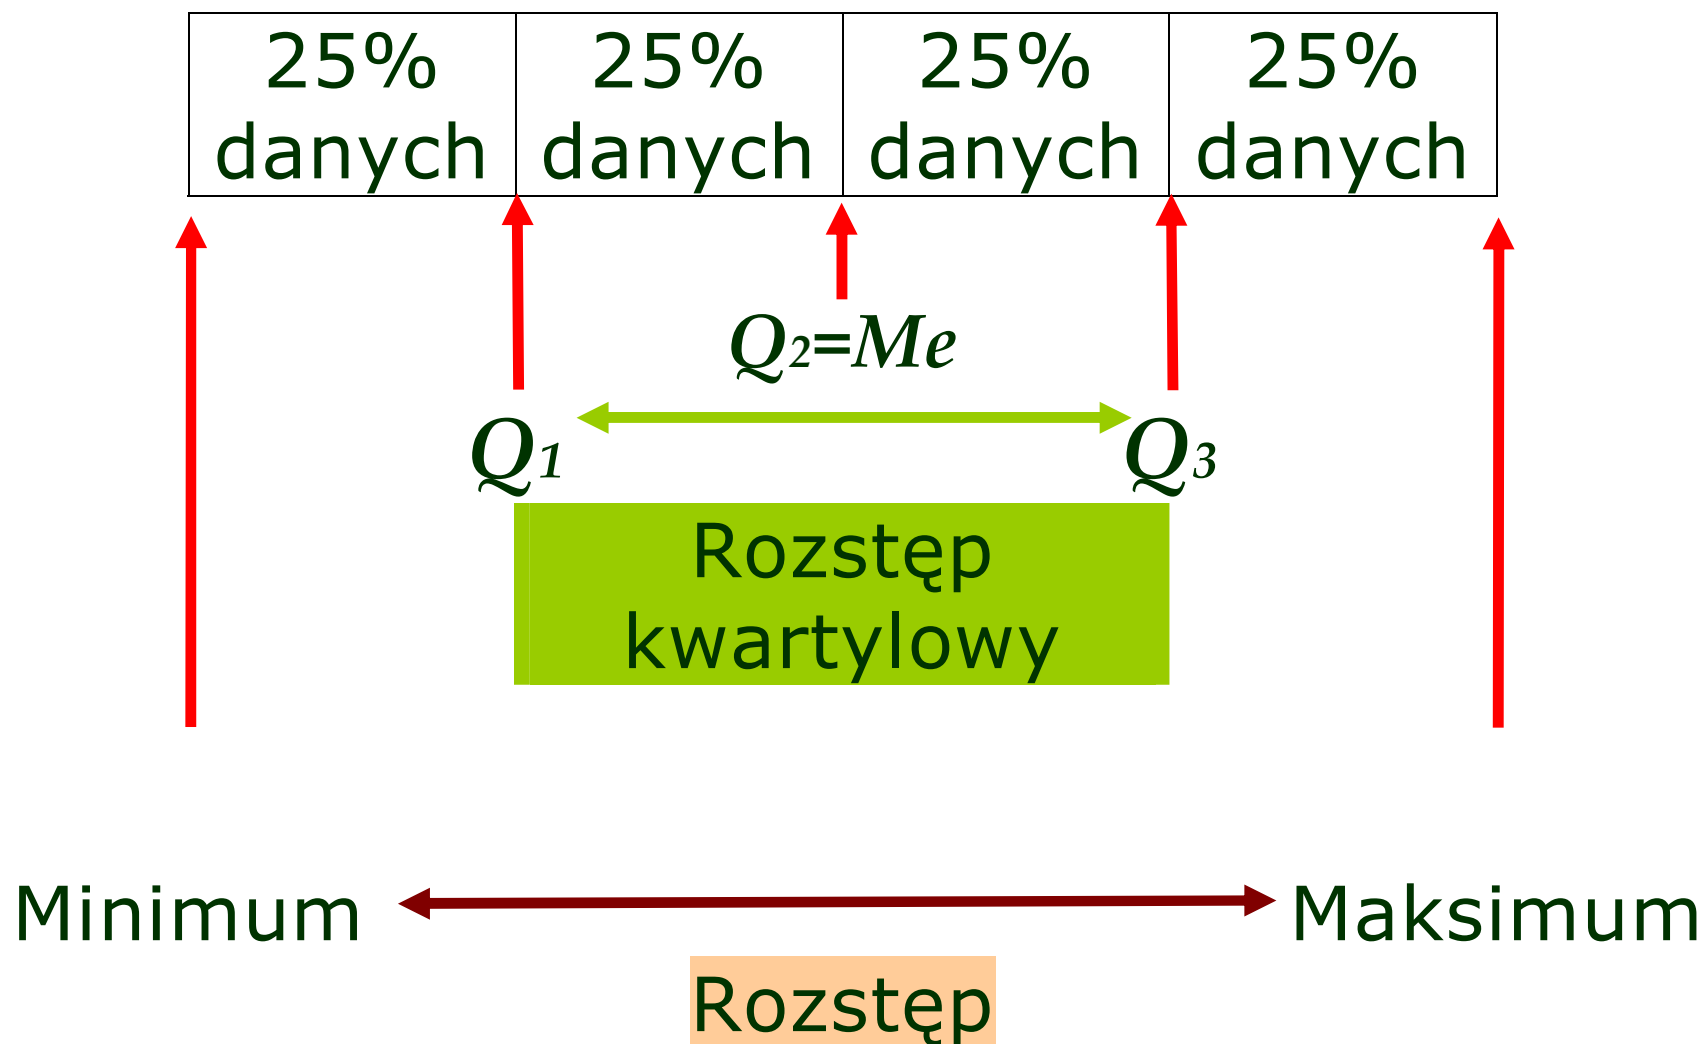 25% 25% 25% 25%
danych danych danych danych
Q2=Me
Q1 Q3
Rozstęp
kwartylowy
Minimum Maksimum
Rozstęp